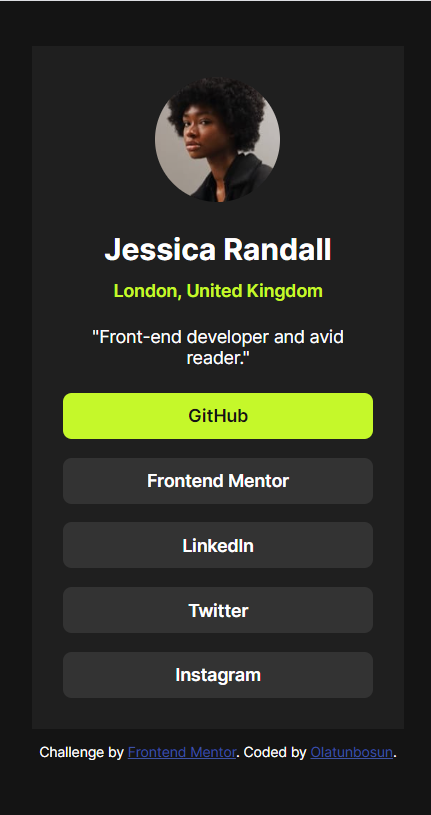 Jessica Randall
London, United Kingdom
"Front-end developer and avid
reader."
GitHub
Frontend Mentor
LinkedIn
Twitter
Instagram
Challenge by Frontend Mentor. Coded by Olatunbosun.